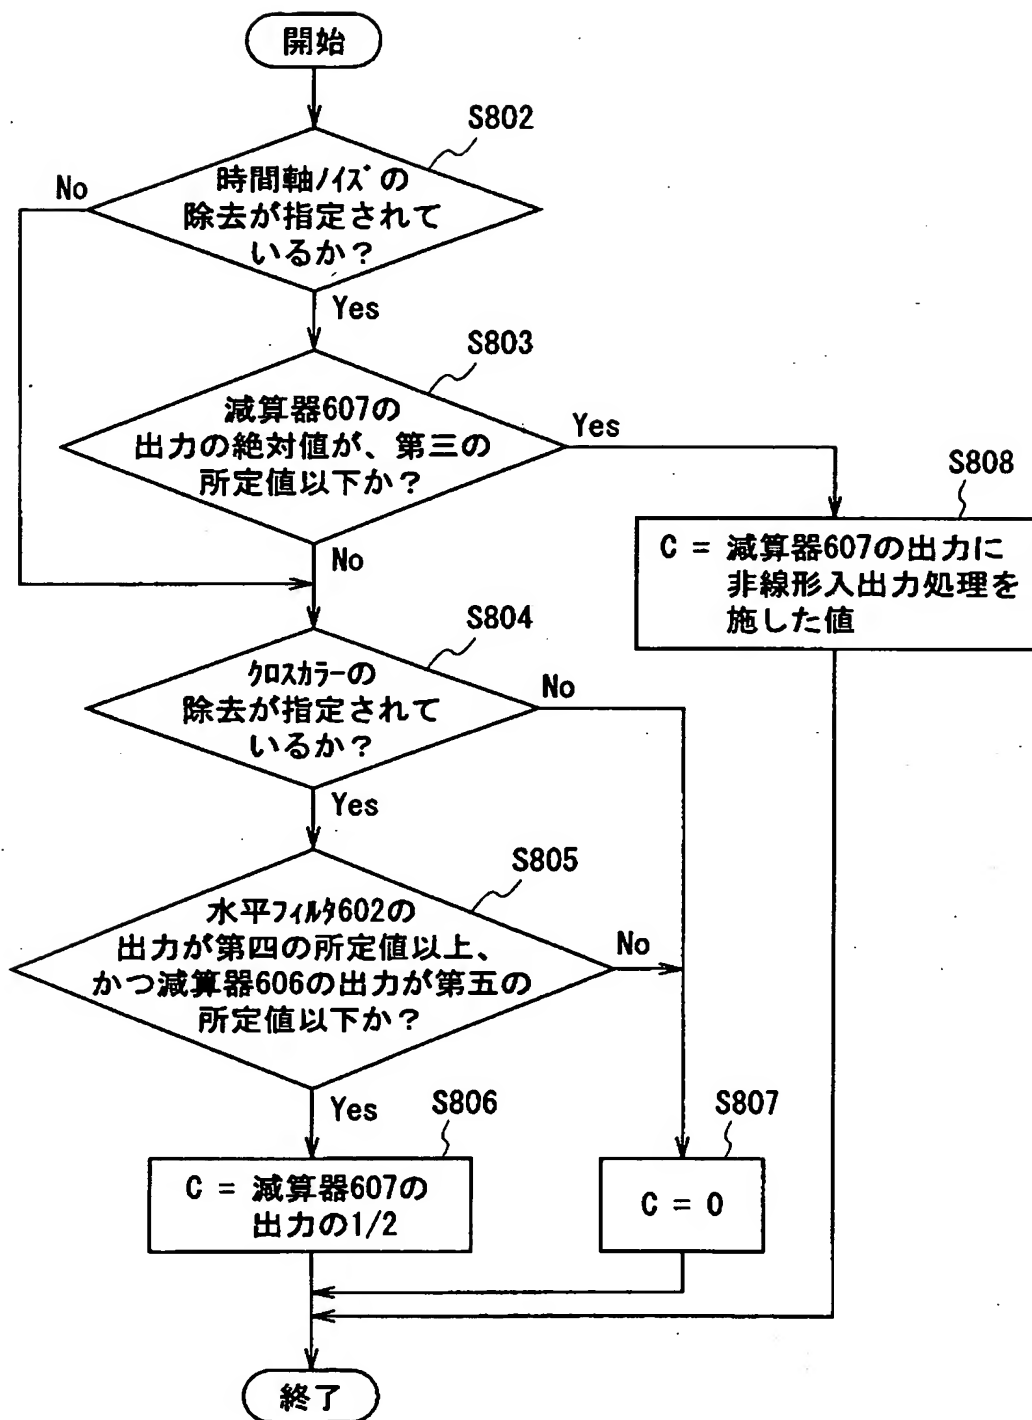 開始
S802
時間軸ノイズの
除去が指定されて
いるか？
No
Yes
S803
減算器607の
出力の絶対値が、第三の
所定値以下か？
Yes
No
S808
C = 減算器607の出力に
非線形入出力処理を
施した値
S804
クロスカラーの
除去が指定されて
いるか？
No
Yes
S805
水平フィルタ602の
出力が第四の所定値以上、
かつ減算器606の出力が第五の
所定値以下か？
No
Yes
S806
C = 減算器607の
出力の1/2
S807
C = 0
終了